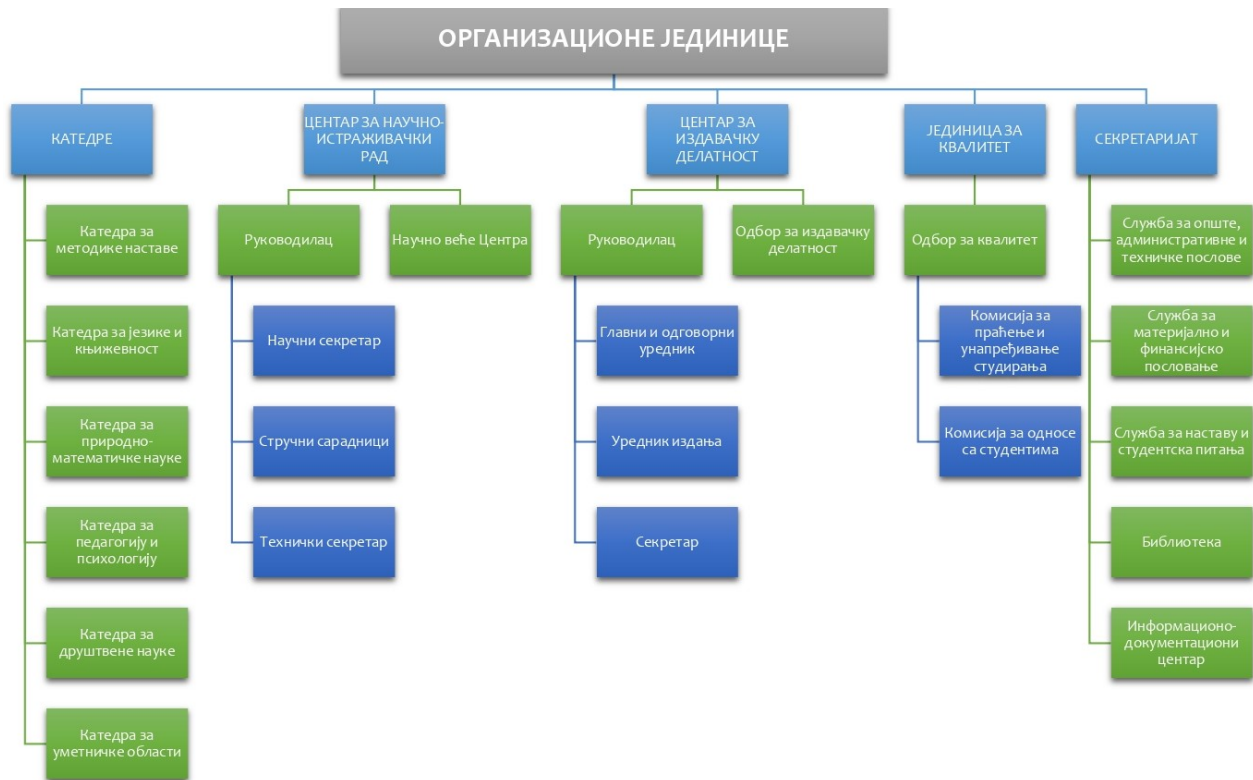 ОРГАНИЗАЦИОНЕ ЈЕДИНИЦЕ
КАТЕДРЕ
Катедра за
методике наставе
Катедра за језике и
књижевност
Катедра за
природно-
математичке науке
Катедра за
педагогију и
психологију
Катедра за
друштвене науке
Катедра за
уметничке области
ЦЕНТАР ЗА НАУЧНО-
ИСТРАЖИВАЧКИ
РАД
Руководилац
Научни секретар
Стручни сарадници
Технички секретар
Научно веће Центра
ЦЕНТАР ЗА
ИЗДАВАЧКУ
ДЕЛАТНОСТ
Руководилац
Главни и одговорни
уредник
Уредник издања
Секретар
Одбор за издавачку
делатност
ЈЕДИНИЦА ЗА
КВАЛИТЕТ
Одбор за квалитет
Комисија за
праћење и
унапређивање
студирања
Комисија за односе
са студентима
СЕКРЕТАРИЈАТ
Служба за опште,
административне и
техничке послове
Служба за
материјално и
финансијско
пословање
Служба за наставу и
студентска питања
Библиотека
Информационо-
документациони
центар